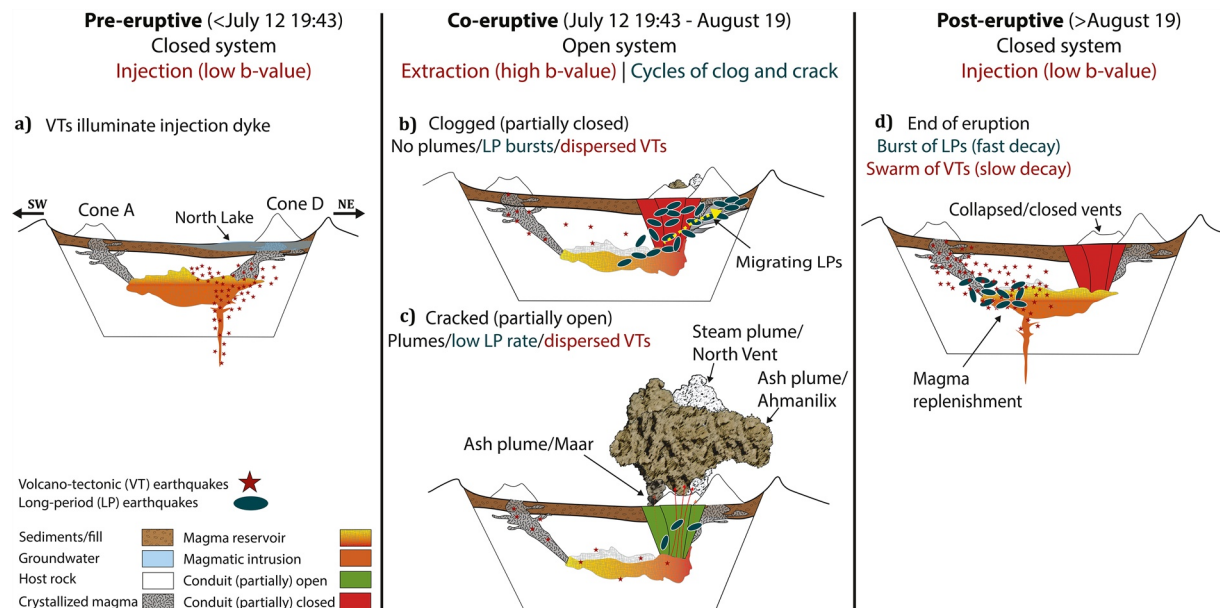 Pre-eruptive (<July 12 19:43)
Closed system
Injection (low b-value)
a) VTs illuminate injection dyke
SW
Cone A
North Lake
Cone D
NE
Volcano-tectonic (VT) earthquakes
Long-period (LP) earthquakes
Sediments/fill
Magma reservoir
Groundwater
Magmatic intrusion
Host rock
Conduit (partially) open
Crystallized magma
Conduit (partially) closed
Co-eruptive (July 12 19:43 - August 19)
Open system
Extraction (high b-value) | Cycles of clog and crack
b) Clogged (partially closed)
No plumes/LP bursts/dispersed VTs
Migrating LPs
c) Cracked (partially open)
Plumes/low LP rate/dispersed VTs
Steam plume/
North Vent
Ash plume/
Ahmanilix
Ash plume/Maar
Post-eruptive (>August 19)
Closed system
Injection (low b-value)
d) End of eruption
Burst of LPs (fast decay)
Swarm of VTs (slow decay)
Collapsed/closed vents
Magma
replenishment